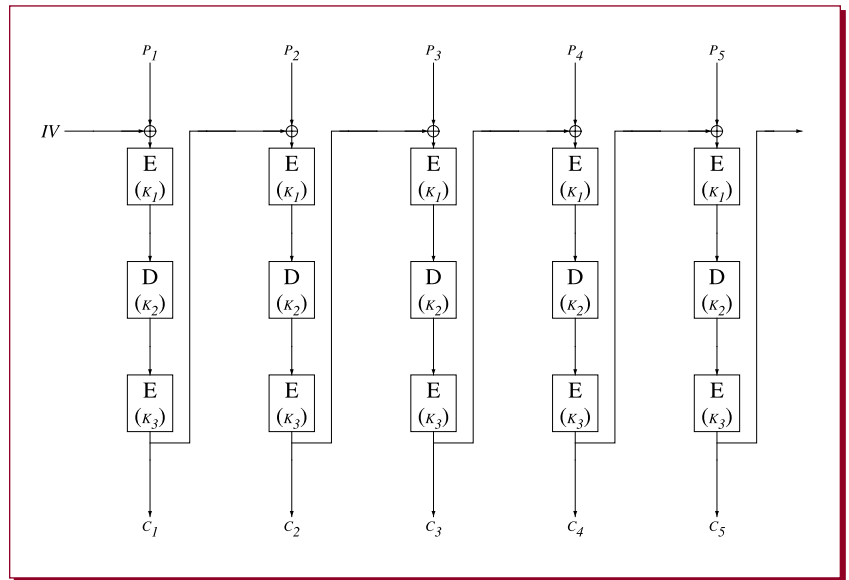 P1 P2 P3 P4 P5
IV
E E E E E
(K1) (K1) (K1) (K1) (K1)
D D D D D
(K2) (K2) (K2) (K2) (K2)
E E E E E
(K3) (K3) (K3) (K3) (K3)
C1 C2 C3 C4 C5